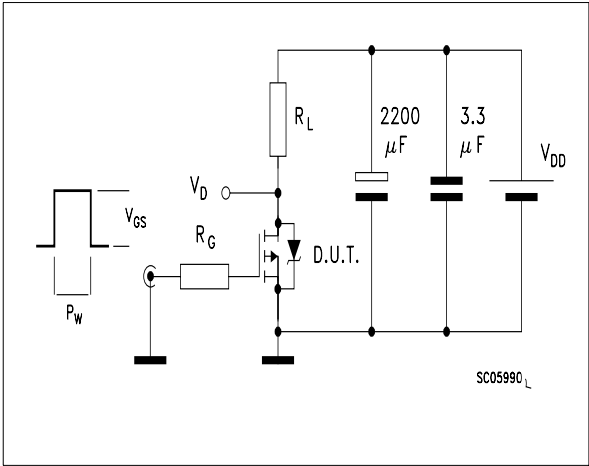 R_L
2200
μF
3.3
μF
V_DD
V_D
V_GS
R_G
D.U.T.
P_W
SC05990